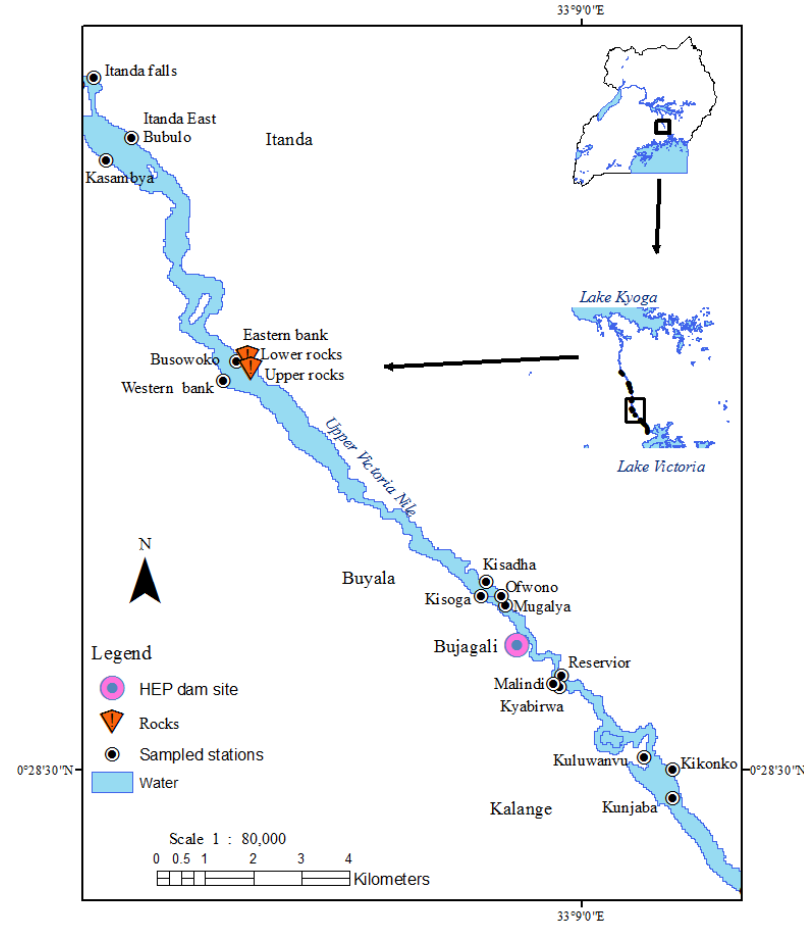 33°9'0"E
Itanda falls
Itanda East
Bubulo
Itanda
Kasambya
Lake Kyoga
Eastern bank
Busowoko
Lower rocks
Upper rocks
Western bank
Lake Victoria
Upper Victoria Nile
N
Buyala
Kisadha
Ofwono
Kisoga
Mugalya
Bujagali
Legend
Reservior
HEP dam site
Malindi
Kyabirwa
Rocks
Sampled stations
Kuluwanvu
Kikonko
0°28'30"N
0°28'30"N
Water
Kalange
Kunjaba
Scale 1 : 80,000
0 0.5 1 2 3 4
Kilometers
33°9'0"E